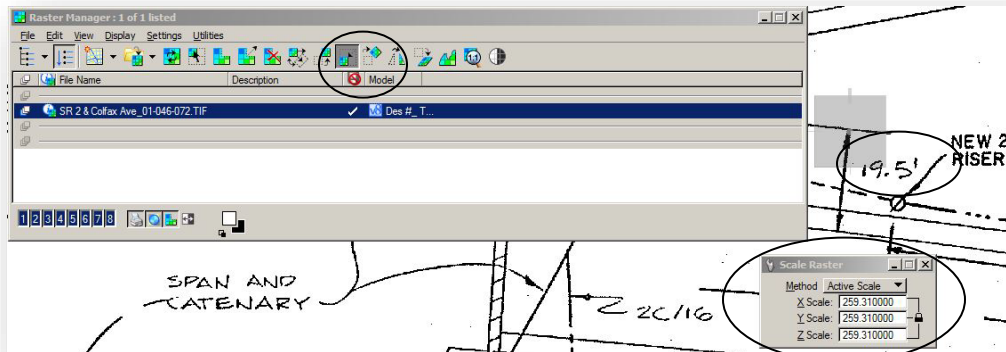 Raster Manager : 1 of 1 listed
File Edit View Display Settings Utilities
File Name Description Model
SR 2 & Colfax Ave_01-046-072.TIF Des #_ T...
1 2 3 4 5 6 7 8
NEW 2
RISER
19.5'
SPAN AND
CATENARY
2C/16
Scale Raster
Method Active Scale
X Scale: 259.310000
Y Scale: 259.310000
Z Scale: 259.310000